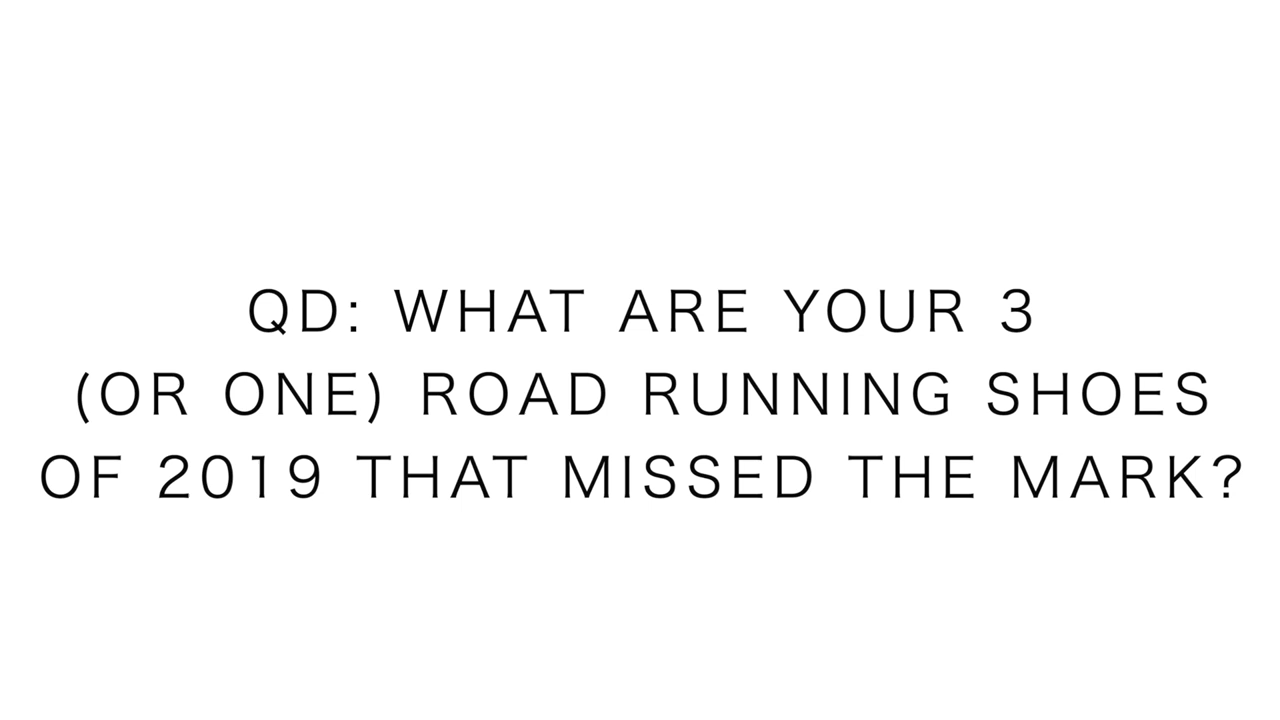 QD: WHAT ARE YOUR 3
(OR ONE) ROAD RUNNING SHOES
OF 2019 THAT MISSED THE MARK?